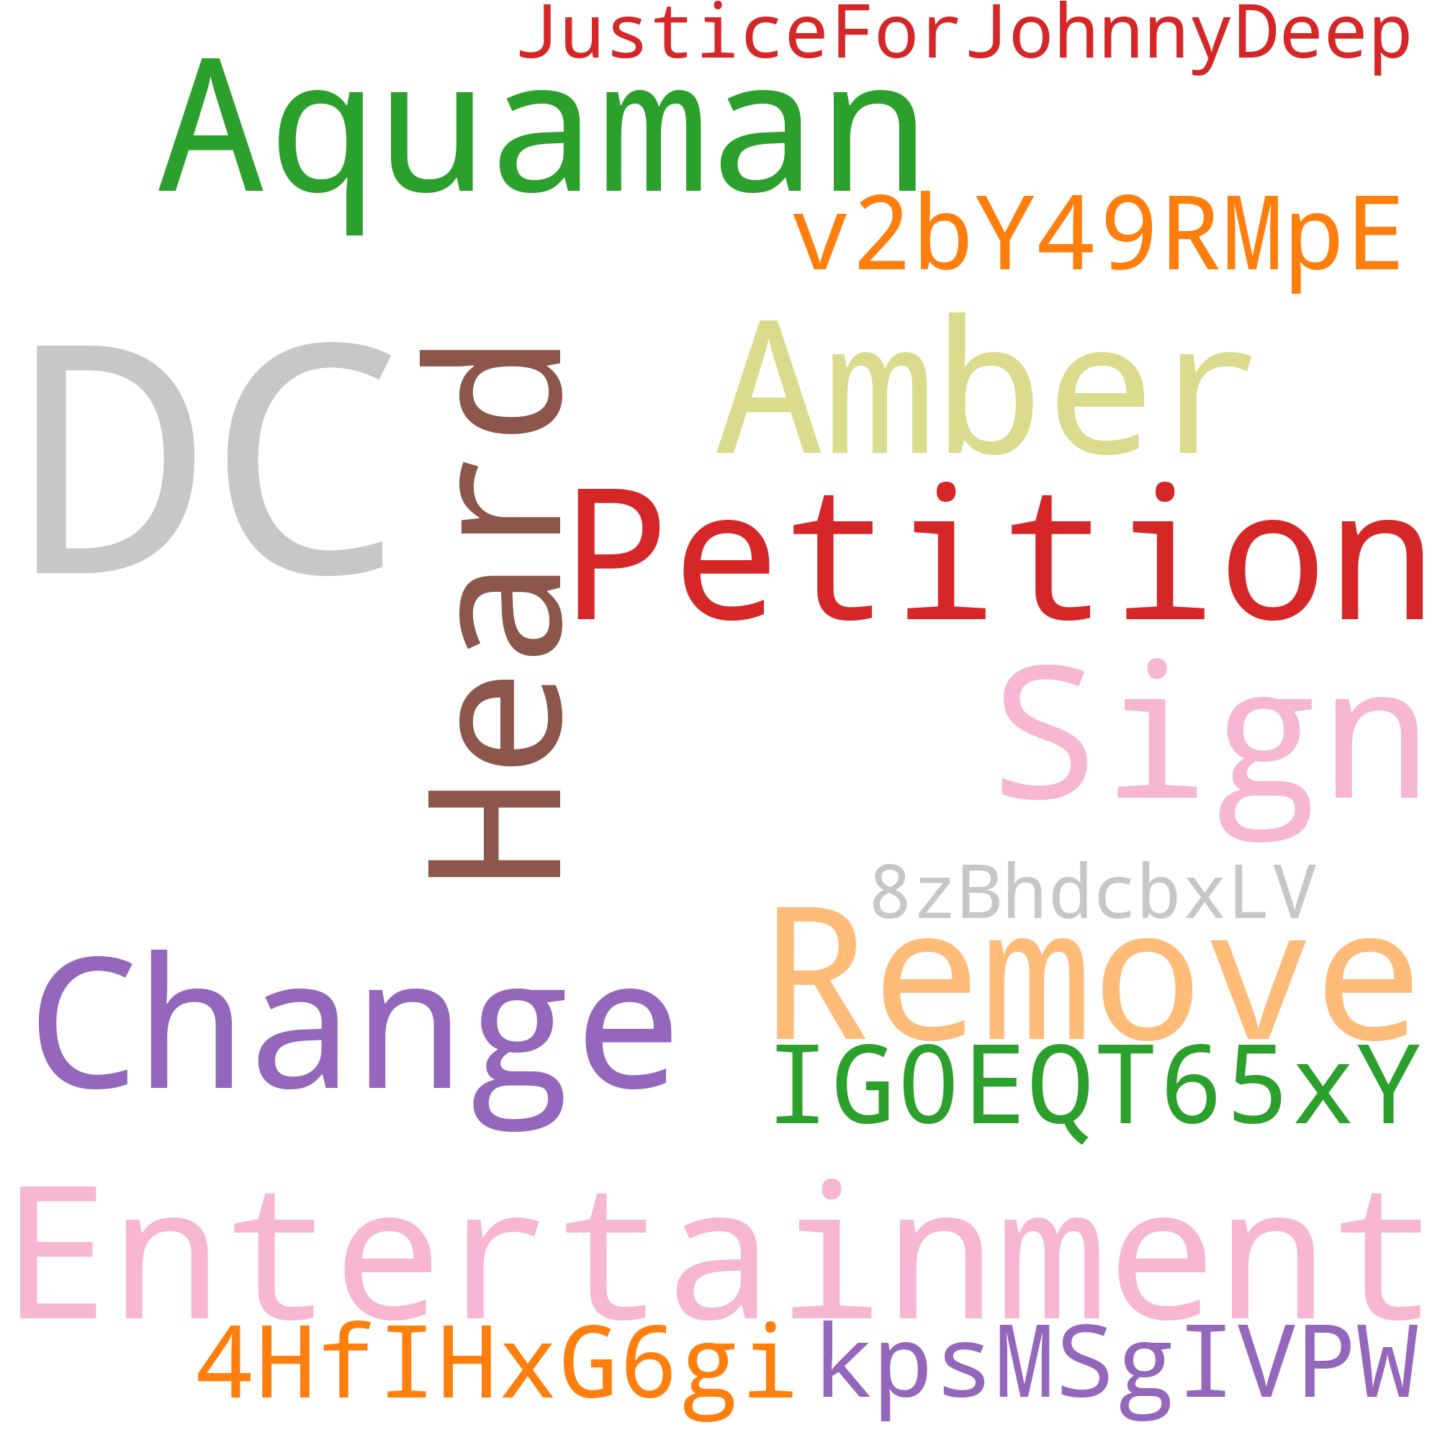 JusticeForJohnnyDeep
Aquaman
v2bY49RMpE
DC
Heard
Amber
Petition
Sign
8zBhdcbxLV
Remove
Change
IG0EQT65xY
Entertainment
4HfIHxG6gi
kpsMSgIVPW